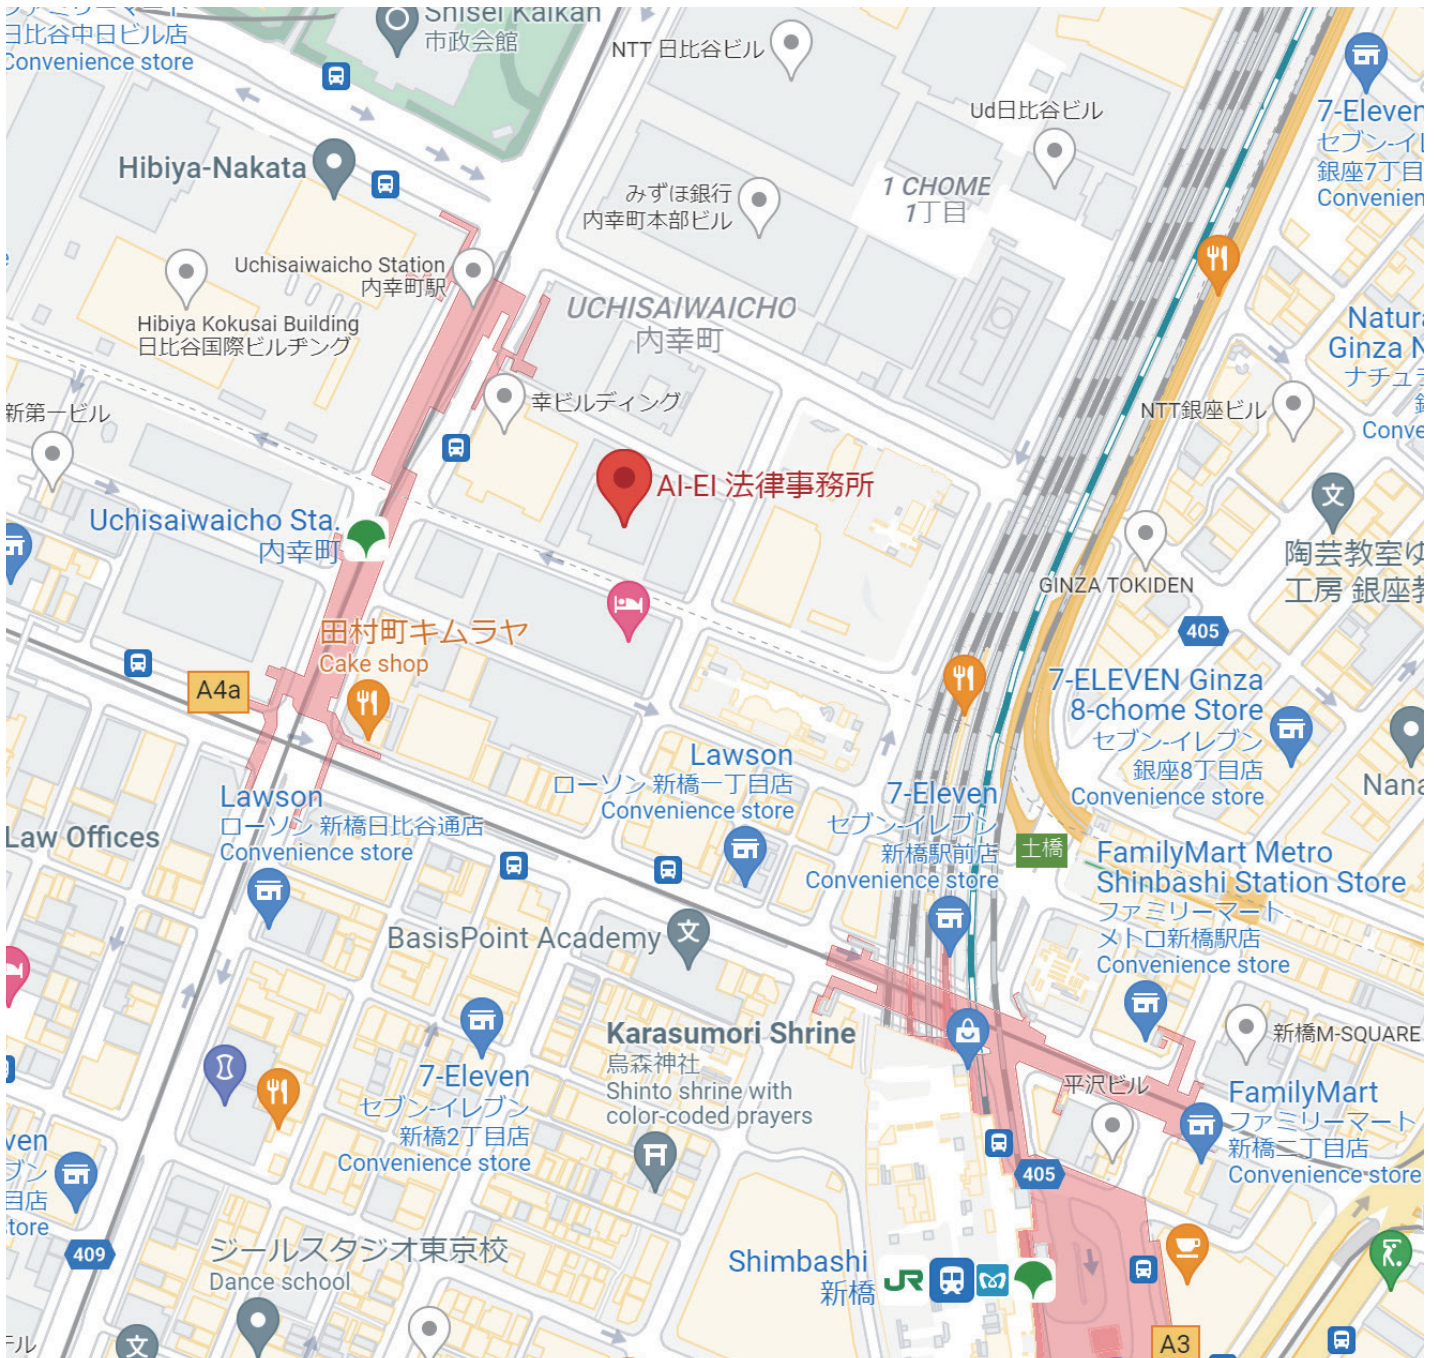 Shisei Kaikan
市政会館
日比谷中日ビル店
Convenience store
NTT 日比谷ビル
7-Eleven
セブン-イレ
銀座7丁目
Convenien
Ud日比谷ビル
Hibiya-Nakata
みずほ銀行
内幸町本部ビル
1 CHOME
1丁目
Uchisaiwaicho Station
内幸町駅
Hibiya Kokusai Building
日比谷国際ビルヂング
UCHISAIWAICHO
内幸町
Natura
Ginza N
ナチュ
Conve
新第一ビル
幸ビルディング
NTT銀座ビル
AI-EI 法律事務所
Uchisaiwaicho Sta.
内幸町
陶芸教室ゆ
工房 銀座教
GINZA TOKIDEN
405
田村町キムラヤ
Cake shop
A4a
7-ELEVEN Ginza
8-chome Store
セブン-イレブン
銀座8丁目店
Convenience store
Nana
Lawson
ローソン 新橋一丁目店
Convenience store
7-Eleven
セブン-イレブン
新橋駅前店
Convenience store
Lawson
ローソン 新橋日比谷通店
Convenience store
Law Offices
土橋
FamilyMart Metro
Shinbashi Station Store
ファミリーマート
メトロ新橋駅店
Convenience store
BasisPoint Academy
文
Karasumori Shrine
烏森神社
Shinto shrine with
color-coded prayers
新橋M-SQUARE
平沢ビル
7-Eleven
セブン-イレブン
新橋2丁目店
Convenience store
FamilyMart
ファミリーマート
新橋二丁目店
Convenience store
405
ven
ブン
目店
tore
409
ジールスタジオ東京校
Dance school
Shimbashi
新橋
JR
文
A3